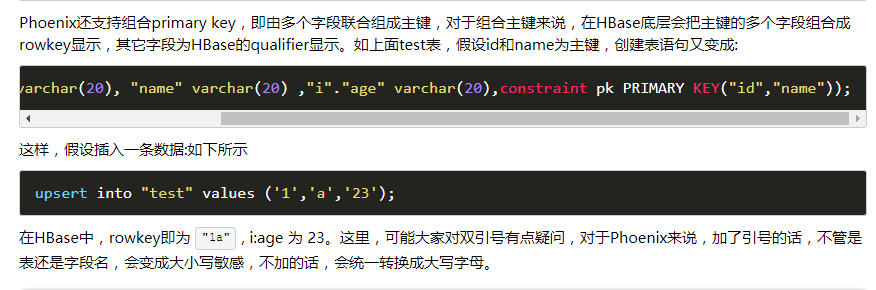 Phoenix还支持组合primary key，即由多个字段联合组成主键，对于组合主键来说，在HBase底层会把主键的多个字段组合成
rowkey显示，其它字段为HBase的qualifier显示。如上面test表，假设id和name为主键，创建表语句又变成:
varchar(20), "name" varchar(20) ,"i"."age" varchar(20),constraint pk PRIMARY KEY("id","name"));
这样，假设插入一条数据:如下所示
upsert into "test" values ('1','a','23');
在HBase中，rowkey即为 "1a" , i:age 为 23。这里，可能大家对双引号有点疑问，对于Phoenix来说，加了引号的话，不管是
表还是字段名，会变成大小写敏感，不加的话，会统一转换成大写字母。